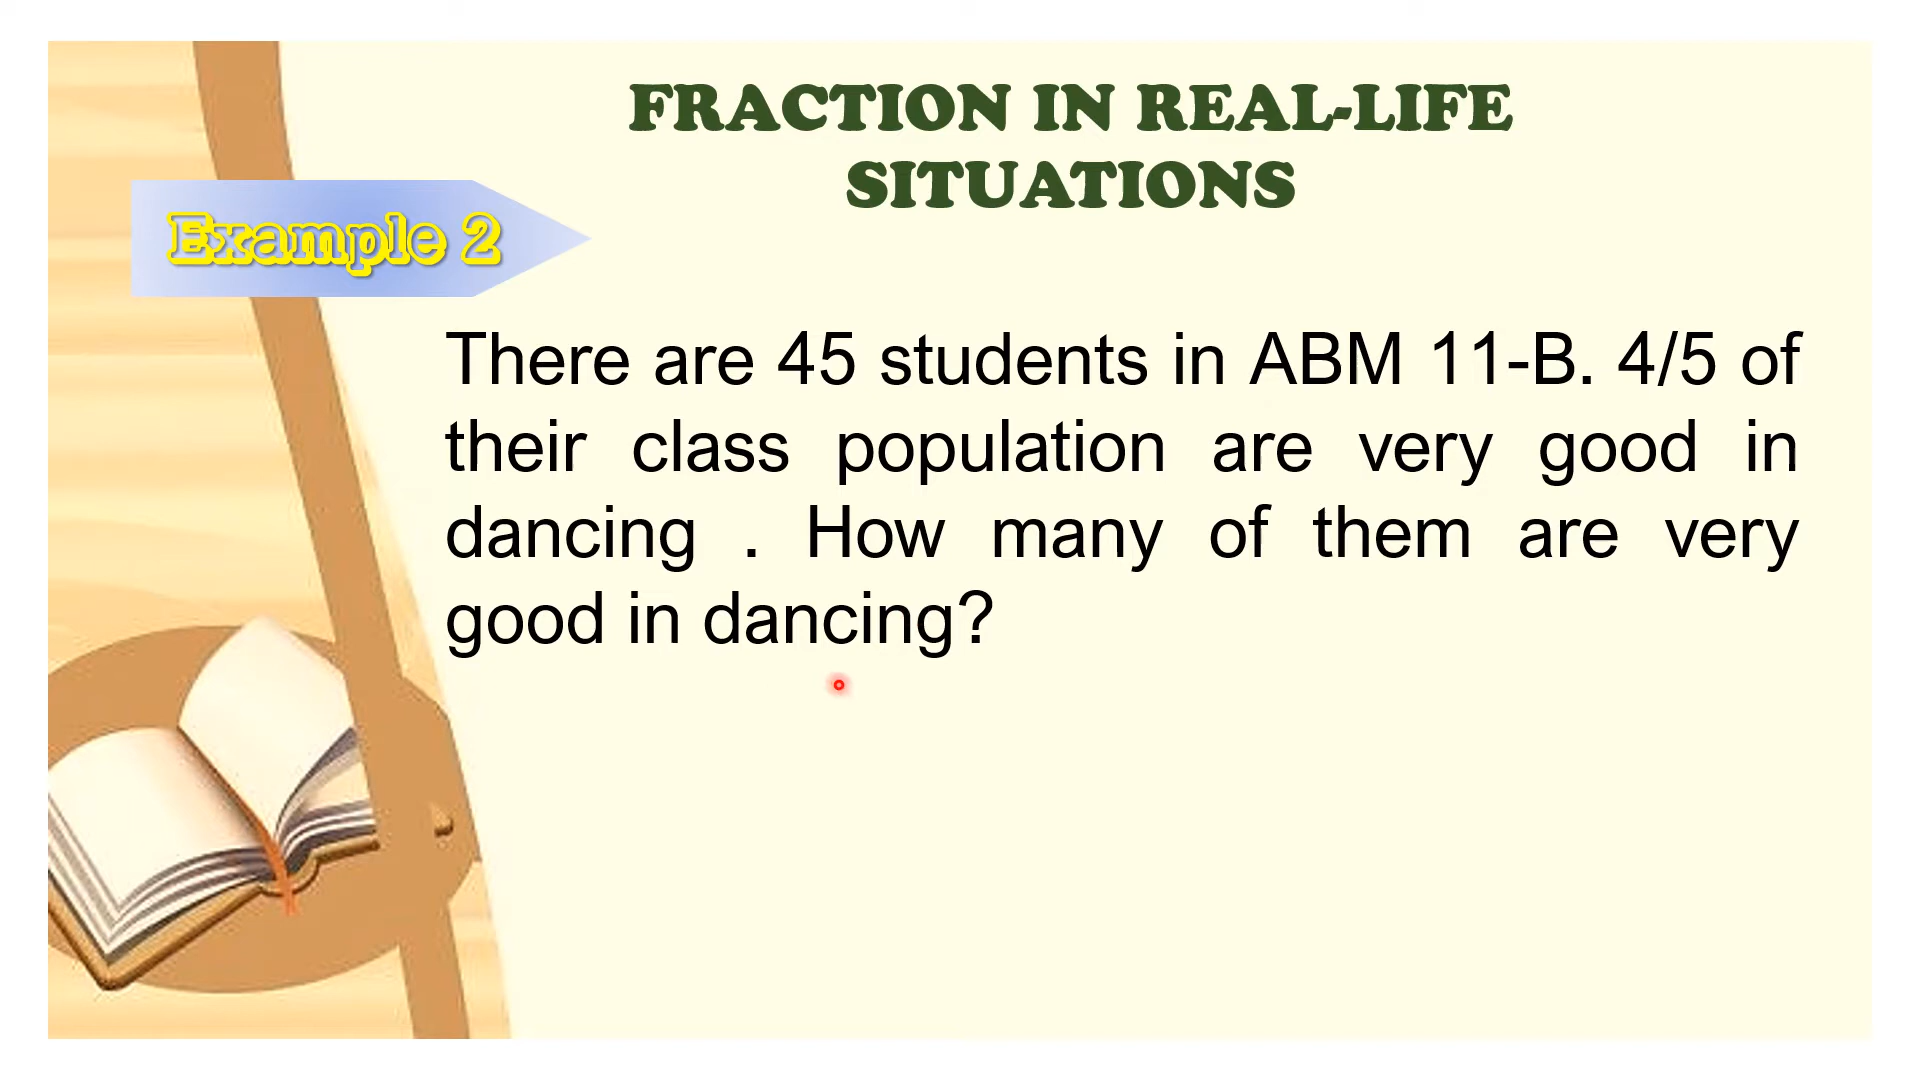 FRACTION IN REAL-LIFE
SITUATIONS
Example 2
There are 45 students in ABM 11-B. 4/5 of
their class population are very good in
dancing . How many of them are very
good in dancing?